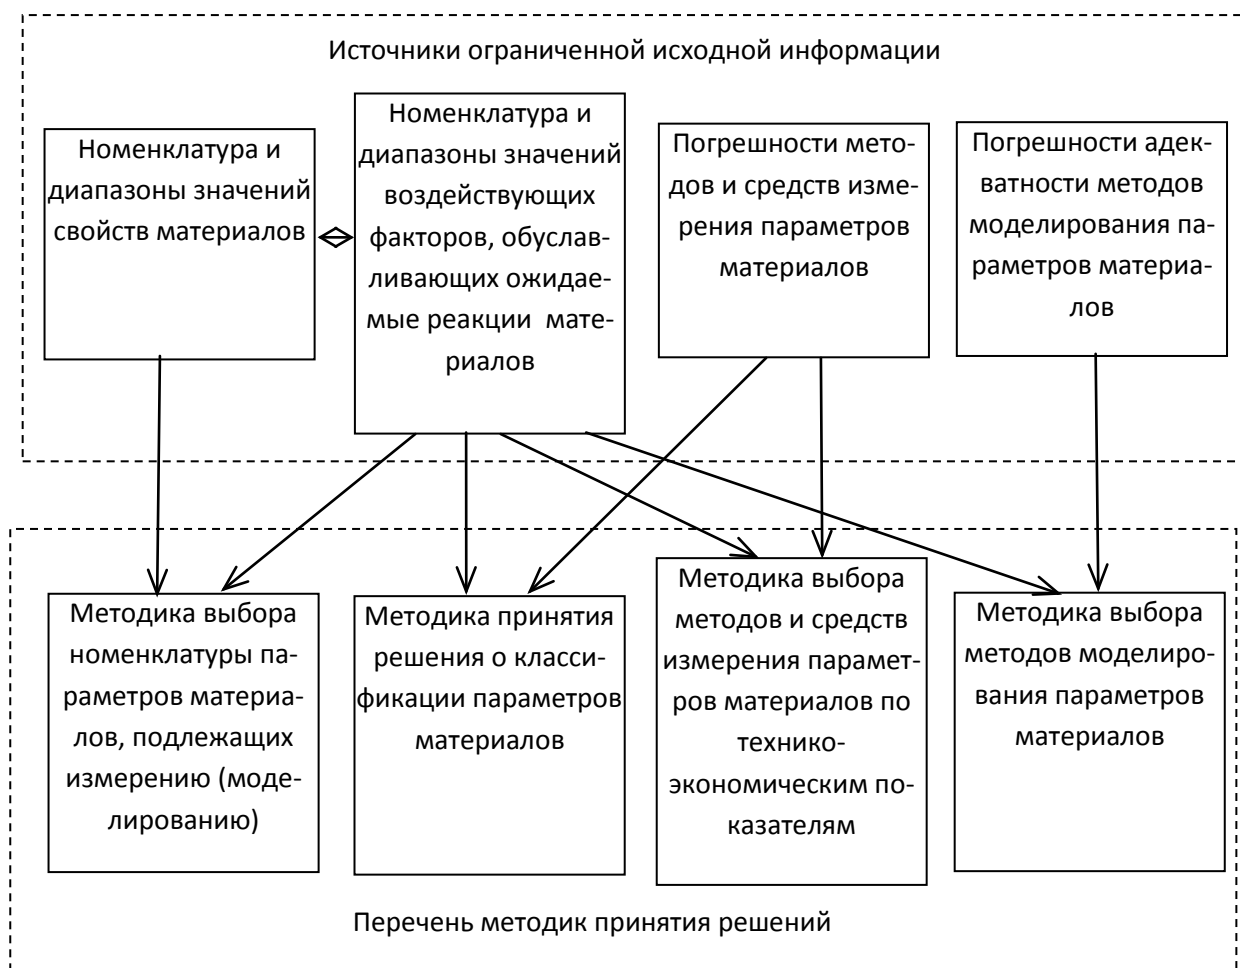 Источники ограниченной исходной информации
Номенклатура и
диапазоны значений
свойств материалов
Номенклатура и
диапазоны значений
воздействующих
факторов, обуслав-
ливающих ожидае-
мые реакции мате-
риалов
Погрешности мето-
дов и средств изме-
рения параметров
материалов
Погрешности адек-
ватности методов
моделирования па-
раметров материа-
лов
Методика выбора
номенклатуры па-
раметров материа-
лов, подлежащих
измерению (моде-
лированию)
Методика принятия
решения о класси-
фикации параметров
материалов
Методика выбора
методов и средств
измерения парамет-
ров материалов по
технико-
экономическим по-
казателям
Методика выбора
методов моделиро-
вания параметров
материалов
Перечень методик принятия решений